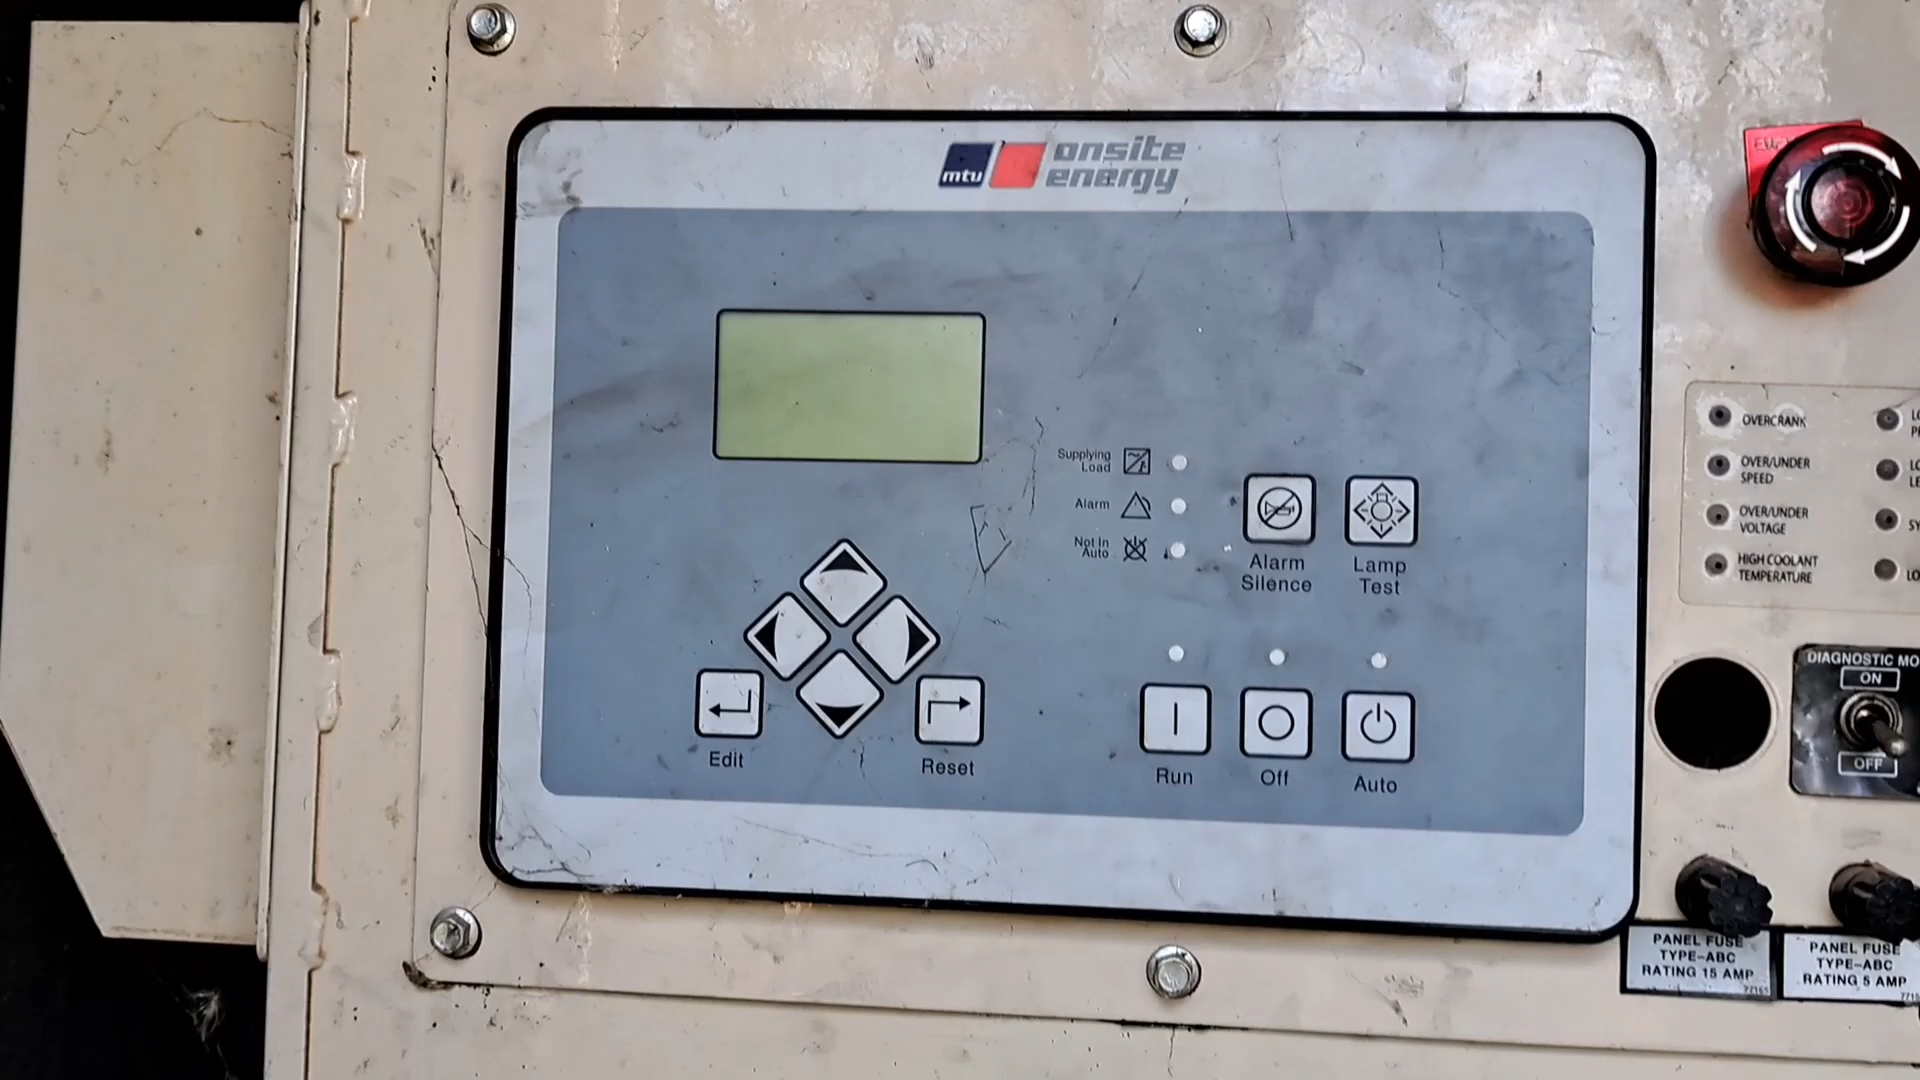 mtu
onsite
energy
Supplying
Load
Alarm
Not In
Auto
Alarm
Silence
Lamp
Test
Edit
Reset
Run
Off
Auto
OVERCRANK
OVER/UNDER
SPEED
OVER/UNDER
VOLTAGE
HIGH COOLANT
TEMPERATURE
DIAGNOSTIC MO
ON
OFF
PANEL FUSE
TYPE-ABC
RATING 15 AMP
77165
PANEL FUSE
TYPE-ABC
RATING 5 AMP